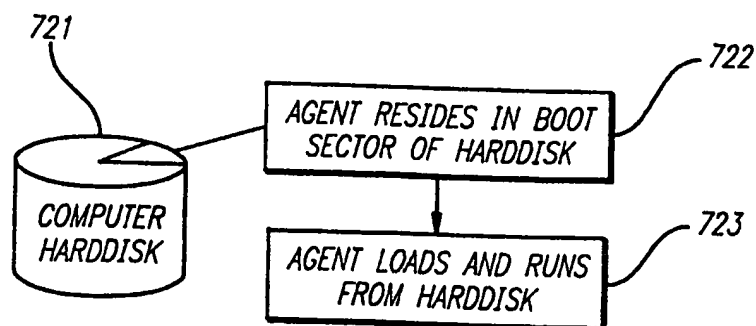 721
722
AGENT RESIDES IN BOOT
SECTOR OF HARDDISK
COMPUTER
HARDDISK
723
AGENT LOADS AND RUNS
FROM HARDDISK